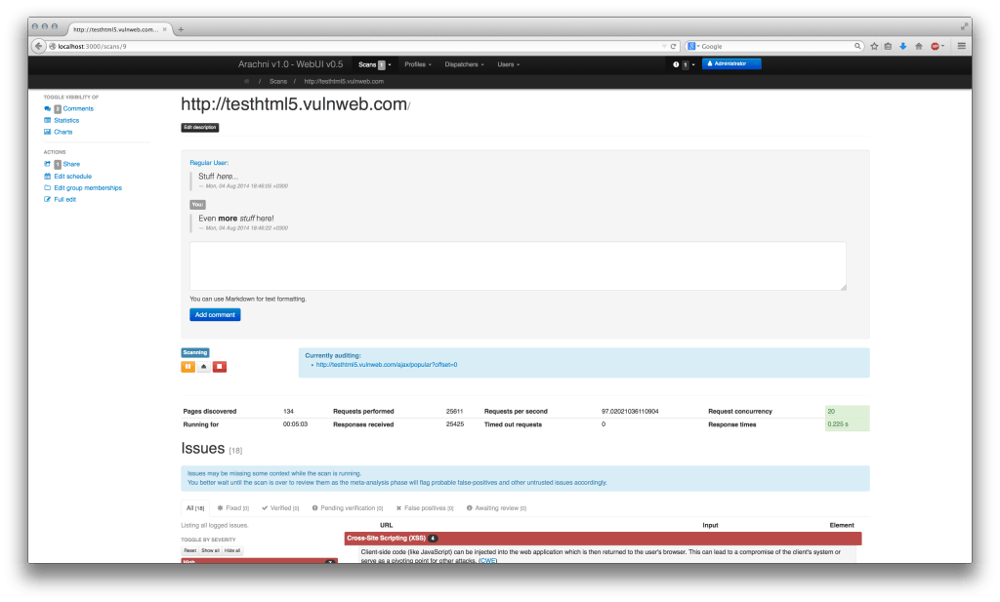 http://testhtml5.vulnweb.com...
localhost:3000/scans/9
Google
Arachni v1.0 - WebUI v0.5 Scans 1 Profiles Dispatchers Users 1 Administrator
/ Scans / http://testhtml5.vulnweb.com
TOGGLE VISIBILITY OF
2 Comments
Statistics
Charts
ACTIONS
1 Share
Edit schedule
Edit group memberships
Full edit
http://testhtml5.vulnweb.com/
Edit description
Regular User:
Stuff here...
— Mon, 04 Aug 2014 18:46:05 +0300
You:
Even more stuff here!
— Mon, 04 Aug 2014 18:46:22 +0300
You can use Markdown for text formatting.
Add comment
Scanning
Currently auditing:
• http://testhtml5.vulnweb.com/ajax/popular?offset=0
Pages discovered 134 Requests performed 25611 Requests per second 97.02021036110904 Request concurrency 20
Running for 00:05:03 Responses received 25425 Timed out requests 0 Response times 0.225 s
Issues [18]
Issues may be missing some context while the scan is running.
You better wait until the scan is over to review them as the meta-analysis phase will flag probable false-positives and other untrusted issues accordingly.
All [18] Fixed [0] Verified [0] Pending verification [0] False positives [0] Awaiting review [0]
Listing all logged issues.
TOGGLE BY SEVERITY
Reset Show all Hide all
High
URL Input Element
Cross-Site Scripting (XSS) 4
Client-side code (like JavaScript) can be injected into the web application which is then returned to the user's browser. This can lead to a compromise of the client's system or
serve as a pivoting point for other attacks. (CWE)